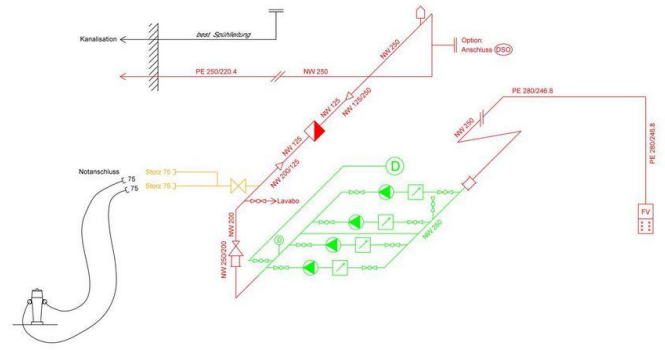 Kanalisation
best. Spühlleitung
PE 250/220.4
NW 250
NW 250
Option:
Anschluss DSO
NW 125
NW 125/250
NW 125
NW 200/125
NW 250
PE 280/246.8
PE 280/246.8
FV
Notanschluss
75
75
Storz 75
Storz 75
Lavabo
D
NW 200
NW 250/200
NW 250